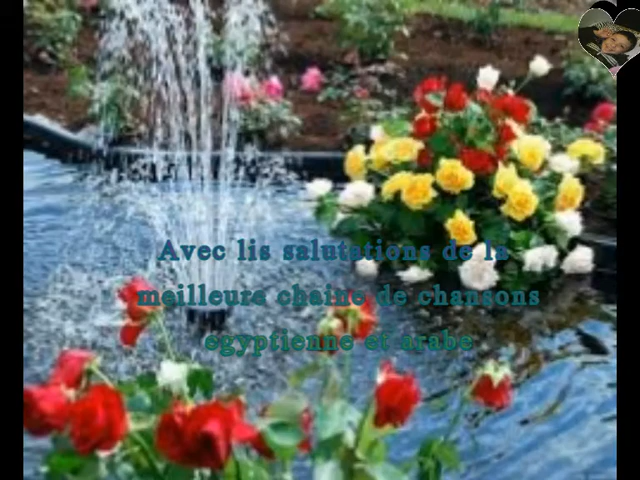 Avec lis salutations de la
meilleure chaine de chansons
egyptienne et arabe